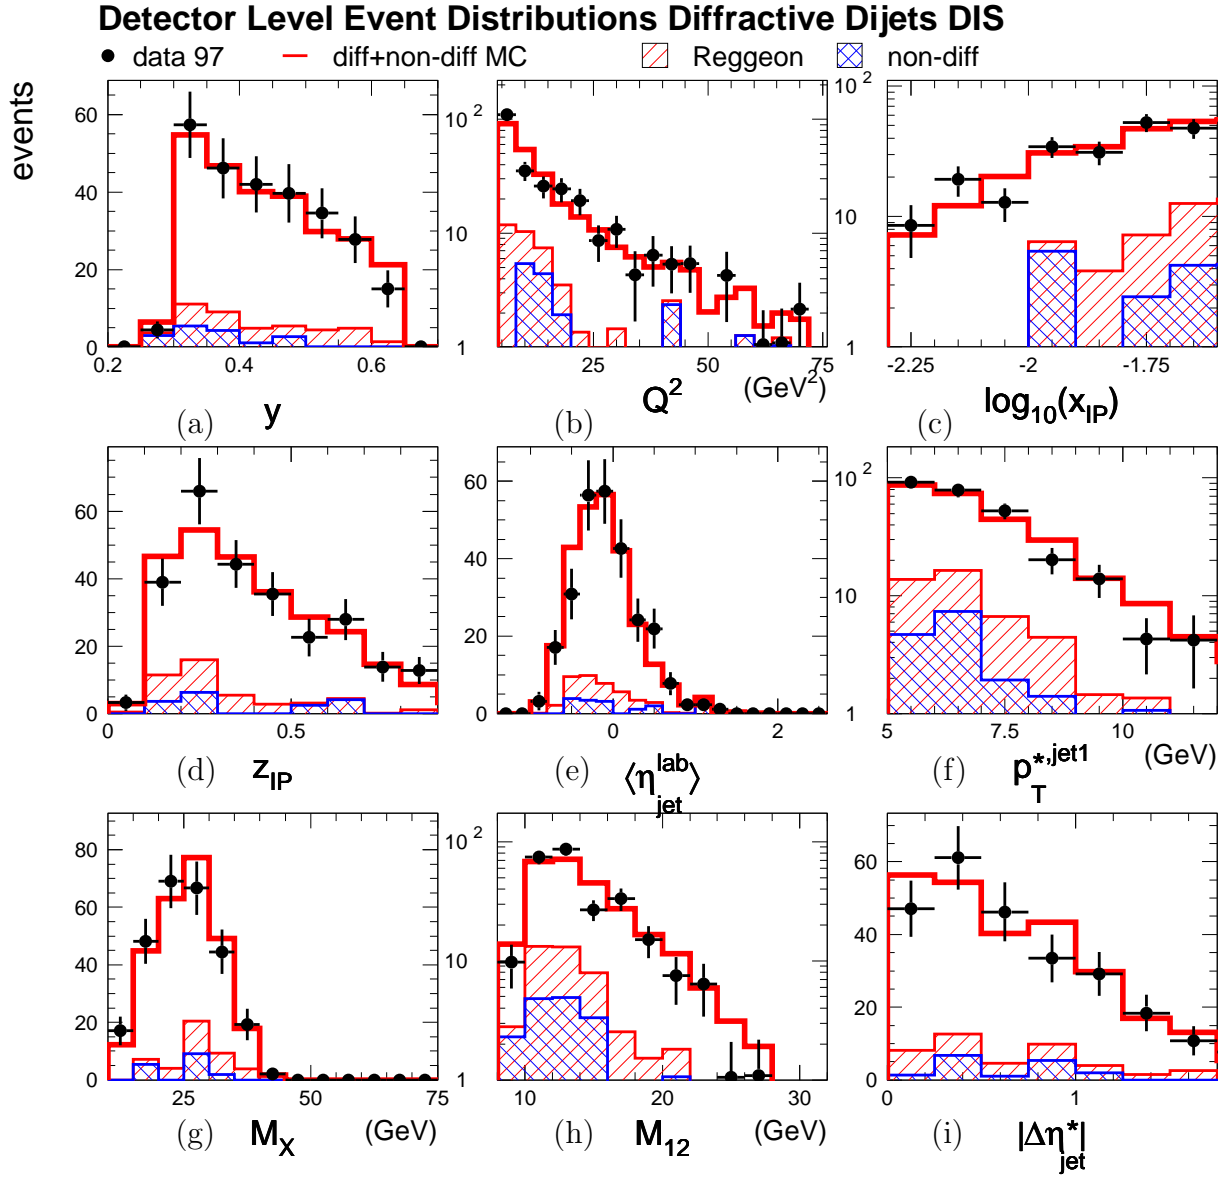 Detector Level Event Distributions Diffractive Dijets DIS
data 97 diff+non-diff MC Reggeon non-diff
events
60 40 20 0
0.2 0.4 0.6
(a) y
10² 10 1
25 50 75
(b) Q² (GeV²)
10² 10 1
-2.25 -2 -1.75
(c) log₁₀(x_IP)
60 40 20 0
0 0.5
(d) z_IP
60 40 20 0
0 2
(e) ⟨η^lab_jet⟩
10² 10 1
5 7.5 10
(f) p_T^*,jet1 (GeV)
80 60 40 20 0
25 50 75
(g) M_X (GeV)
10² 10 1
10 20 30
(h) M₁₂ (GeV)
60 40 20 0
0 1
(i) |Δη*_jet|